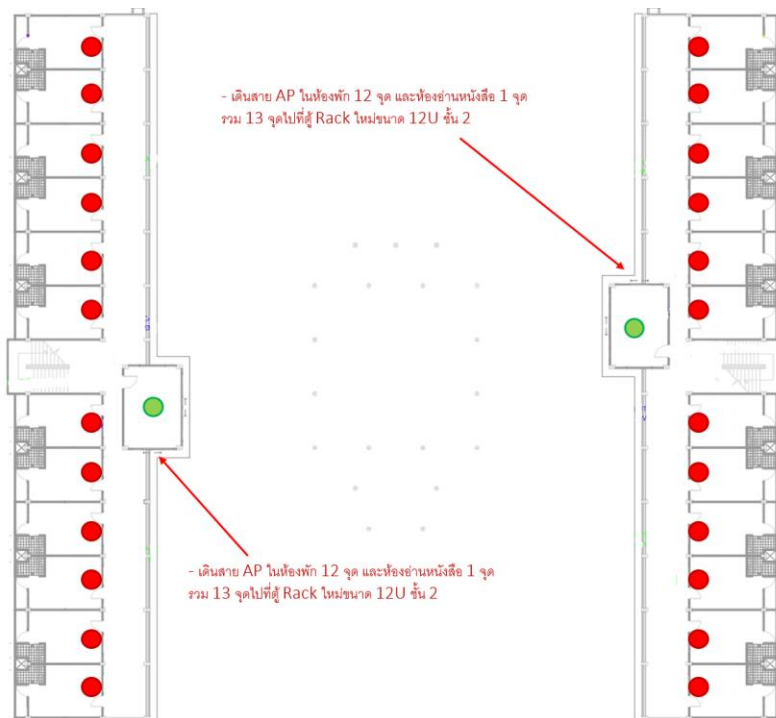 - เดินสาย AP ในห้องพัก 12 จุด และห้องอ่านหนังสือ 1 จุด
รวม 13 จุดไปที่ตู้ Rack ใหม่ขนาด 12U ชั้น 2
- เดินสาย AP ในห้องพัก 12 จุด และห้องอ่านหนังสือ 1 จุด
รวม 13 จุดไปที่ตู้ Rack ใหม่ขนาด 12U ชั้น 2